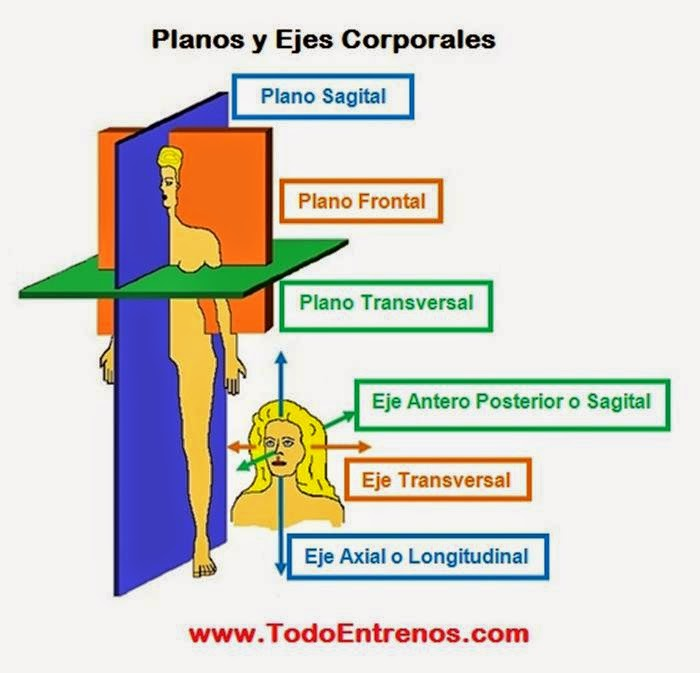 Planos y Ejes Corporales
Plano Sagital
Plano Frontal
Plano Transversal
Eje Antero Posterior o Sagital
Eje Transversal
Eje Axial o Longitudinal
www.TodoEntrenos.com